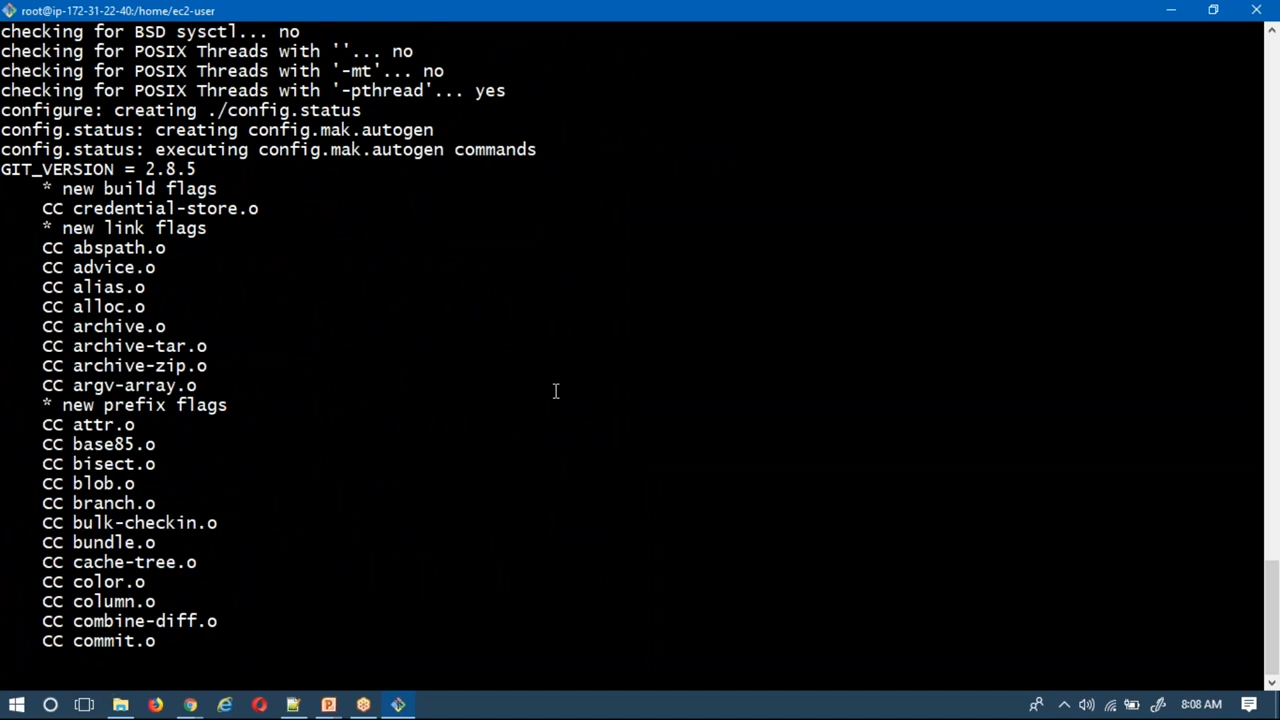 root@ip-172-31-22-40:/home/ec2-user
checking for BSD sysctl... no
checking for POSIX Threads with ''... no
checking for POSIX Threads with '-mt'... no
checking for POSIX Threads with '-pthread'... yes
configure: creating ./config.status
config.status: creating config.mak.autogen
config.status: executing config.mak.autogen commands
GIT_VERSION = 2.8.5
    * new build flags
    CC credential-store.o
    * new link flags
    CC abspath.o
    CC advice.o
    CC alias.o
    CC alloc.o
    CC archive.o
    CC archive-tar.o
    CC archive-zip.o
    CC argv-array.o
    * new prefix flags
    CC attr.o
    CC base85.o
    CC bisect.o
    CC blob.o
    CC branch.o
    CC bulk-checkin.o
    CC bundle.o
    CC cache-tree.o
    CC color.o
    CC column.o
    CC combine-diff.o
    CC commit.o
8:08 AM